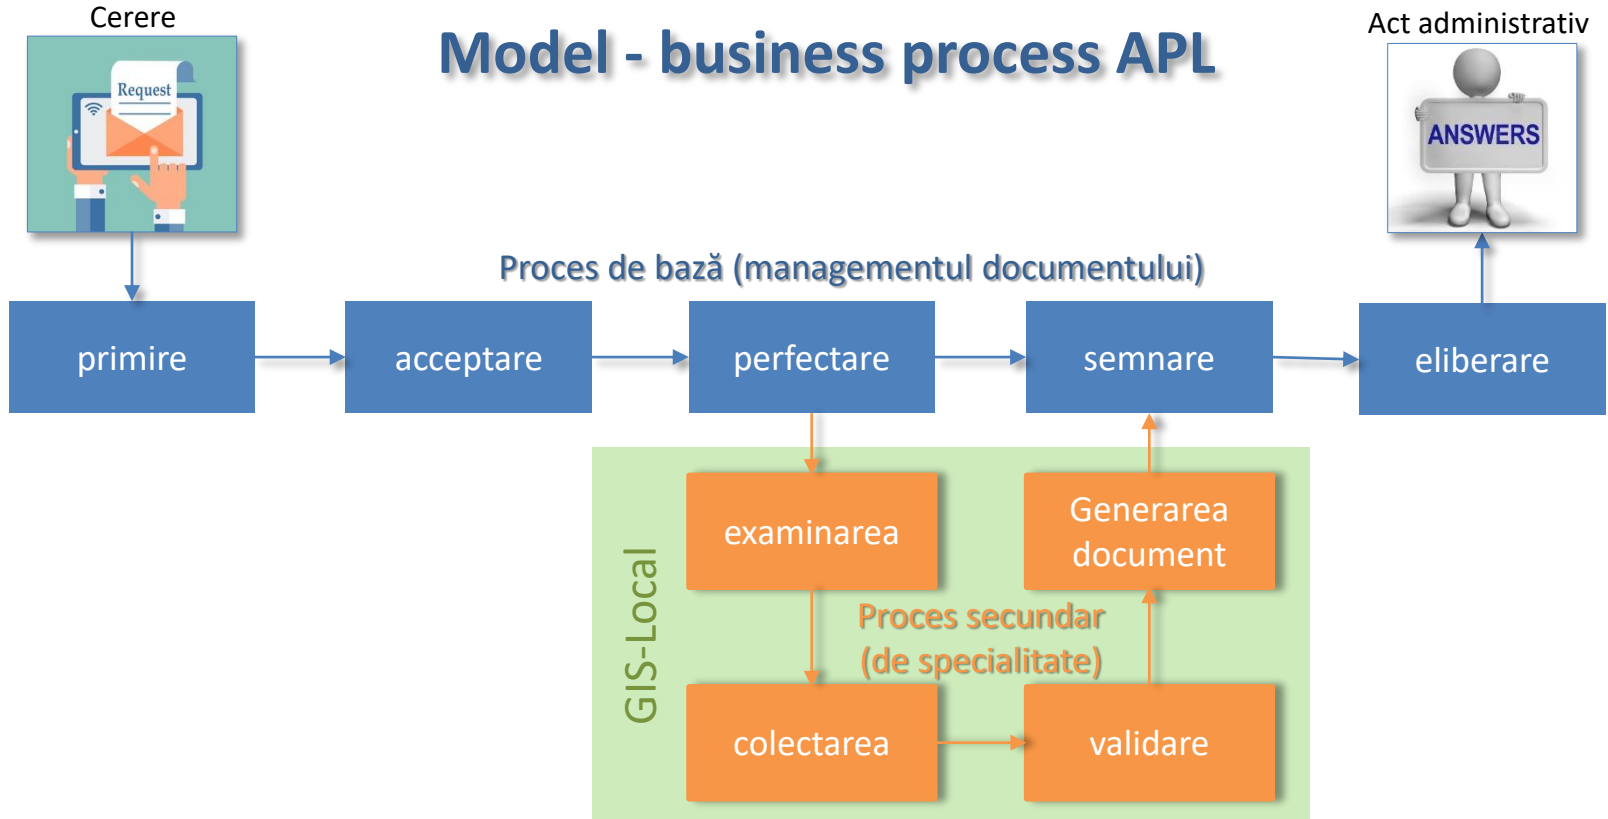 Cerere
Act administrativ
Model - business process APL
Request
ANSWERS
Proces de bază (managementul documentului)
primire
acceptare
perfectare
semnare
eliberare
examinarea
Generarea
document
GIS-Local
Proces secundar
(de specialitate)
colectarea
validare